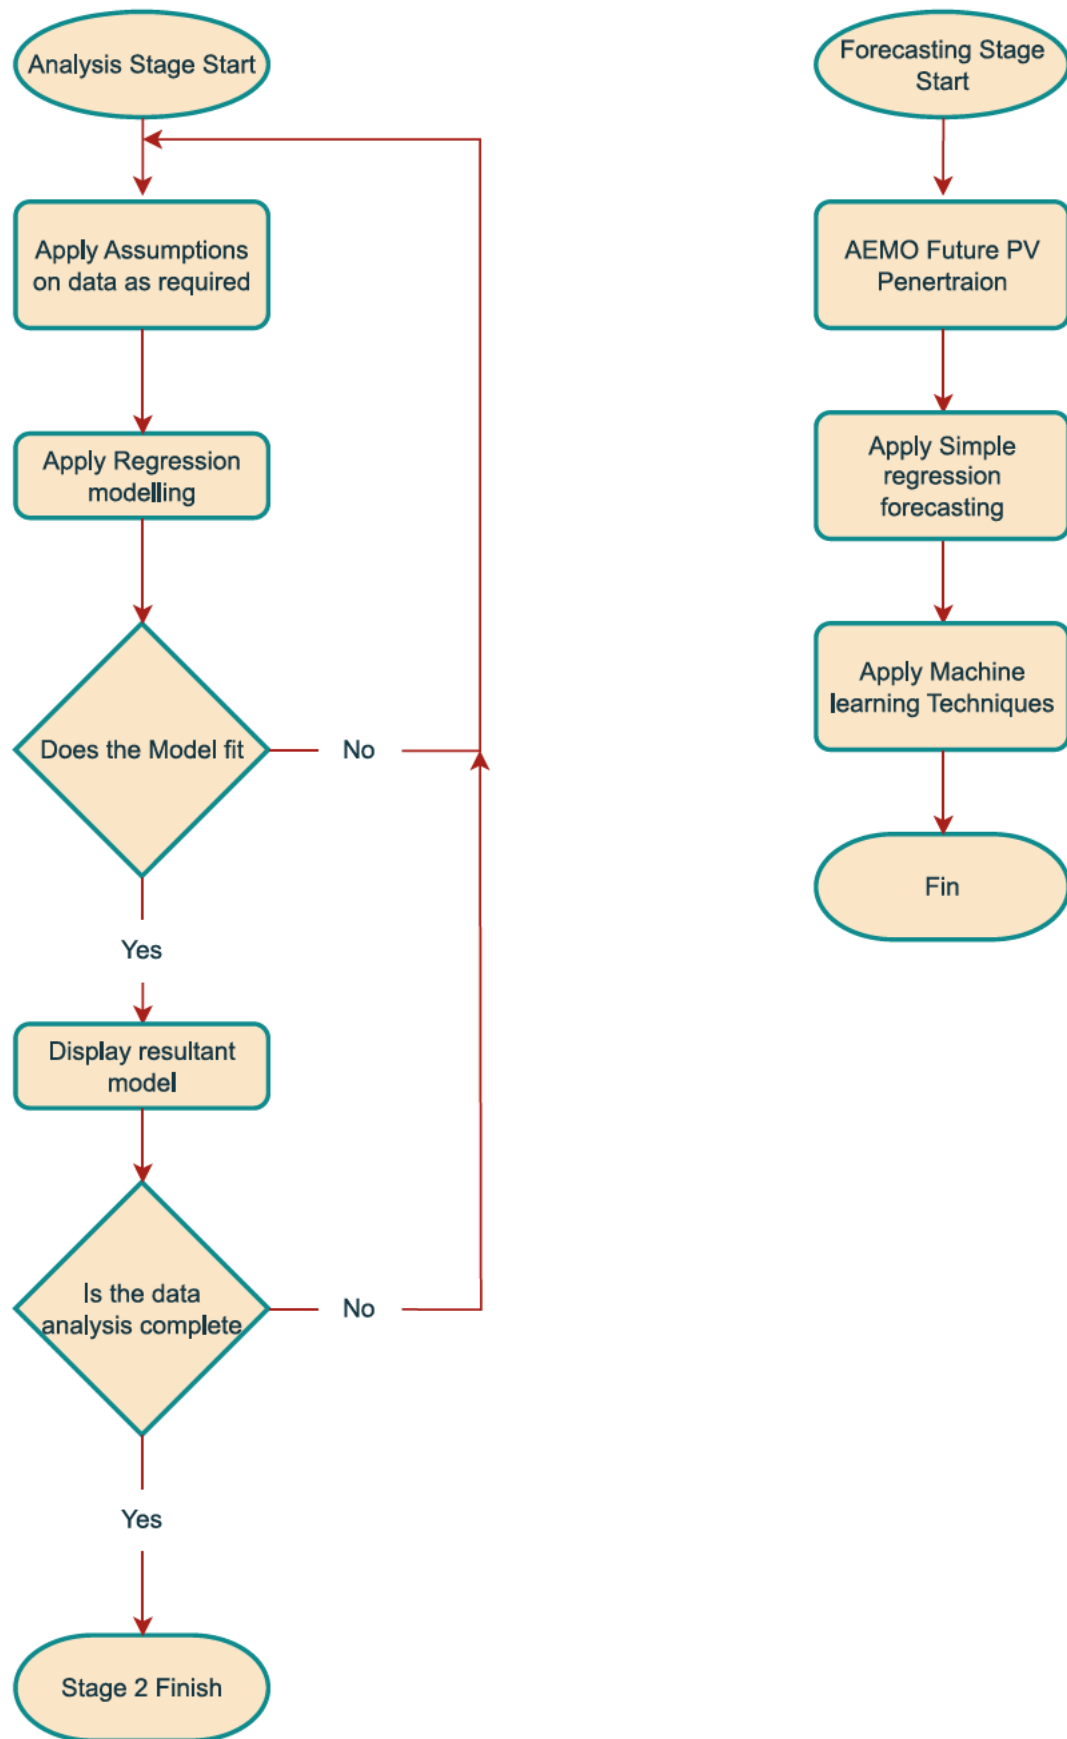 Analysis Stage Start
Apply Assumptions
on data as required
Apply Regression
modelling
Does the Model fit
No
Yes
Display resultant
model
Is the data
analysis complete
No
Yes
Stage 2 Finish
Forecasting Stage
Start
AEMO Future PV
Penertraion
Apply Simple
regression
forecasting
Apply Machine
learning Techniques
Fin